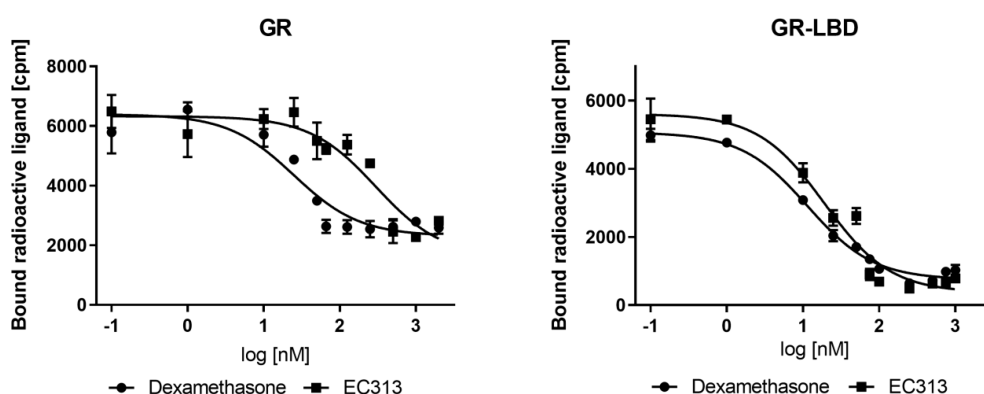 GR
Bound radioactive ligand [cpm]
8000
6000
4000
2000
0
-1 0 1 2 3
log [nM]
Dexamethasone EC313
GR-LBD
Bound radioactive ligand [cpm]
6000
4000
2000
0
-1 0 1 2 3
log [nM]
Dexamethasone EC313